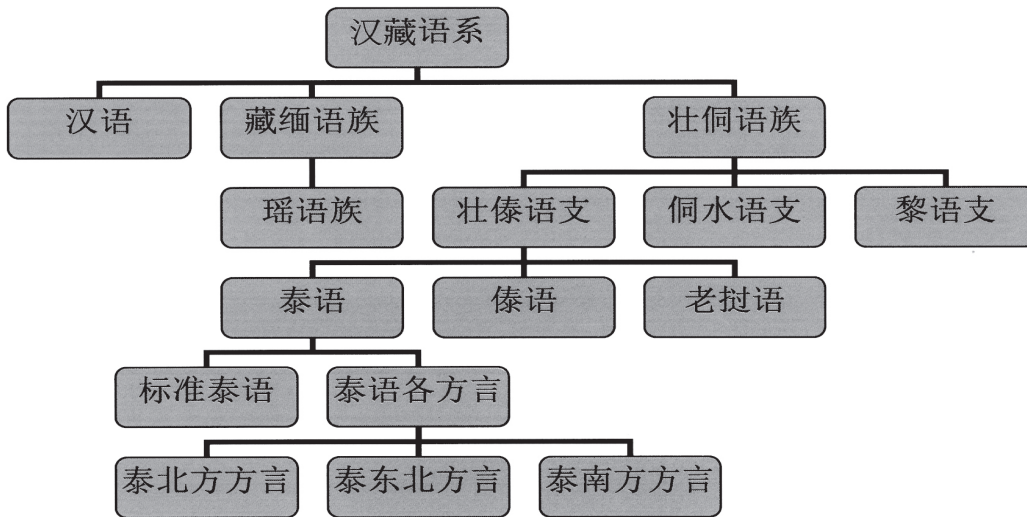 汉藏语系
汉语
藏缅语族
壮侗语族
瑶语族
壮傣语支
侗水语支
黎语支
泰语
傣语
老挝语
标准泰语
泰语各方言
泰北方方言
泰东北方言
泰南方方言